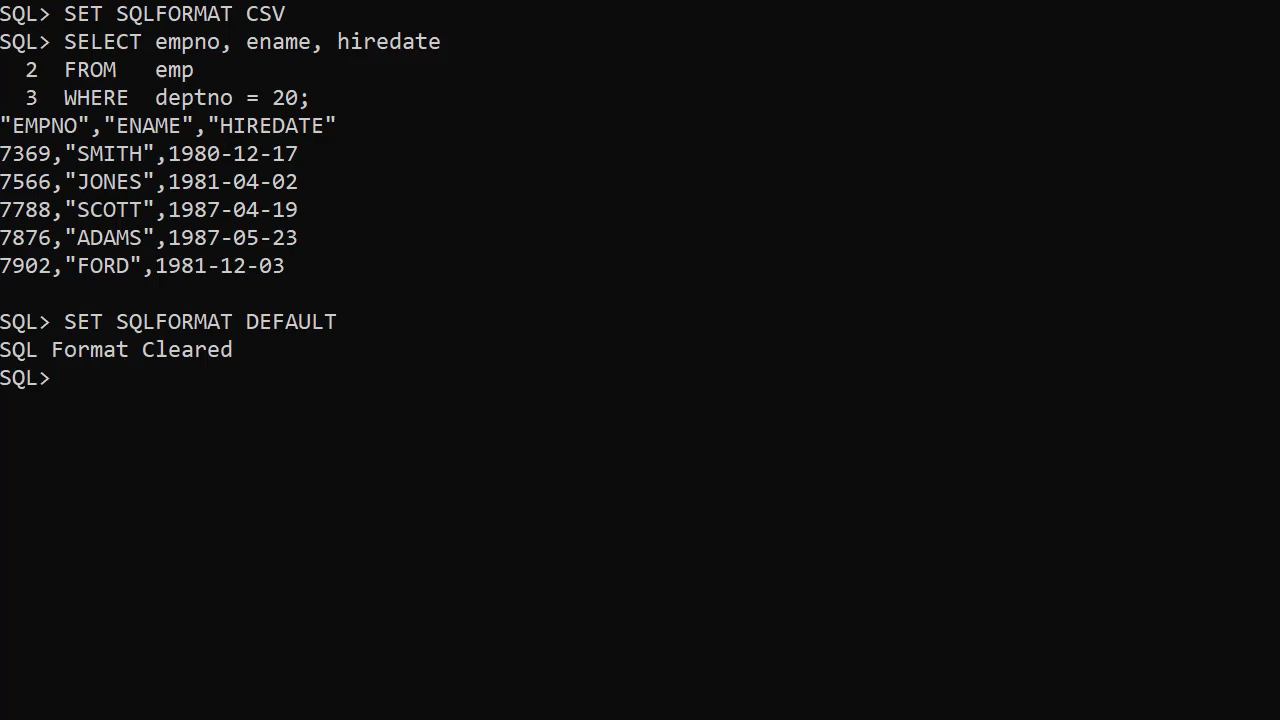 SQL> SET SQLFORMAT CSV
SQL> SELECT empno, ename, hiredate
  2  FROM   emp
  3  WHERE  deptno = 20;
"EMPNO","ENAME","HIREDATE"
7369,"SMITH",1980-12-17
7566,"JONES",1981-04-02
7788,"SCOTT",1987-04-19
7876,"ADAMS",1987-05-23
7902,"FORD",1981-12-03

SQL> SET SQLFORMAT DEFAULT
SQL Format Cleared
SQL>